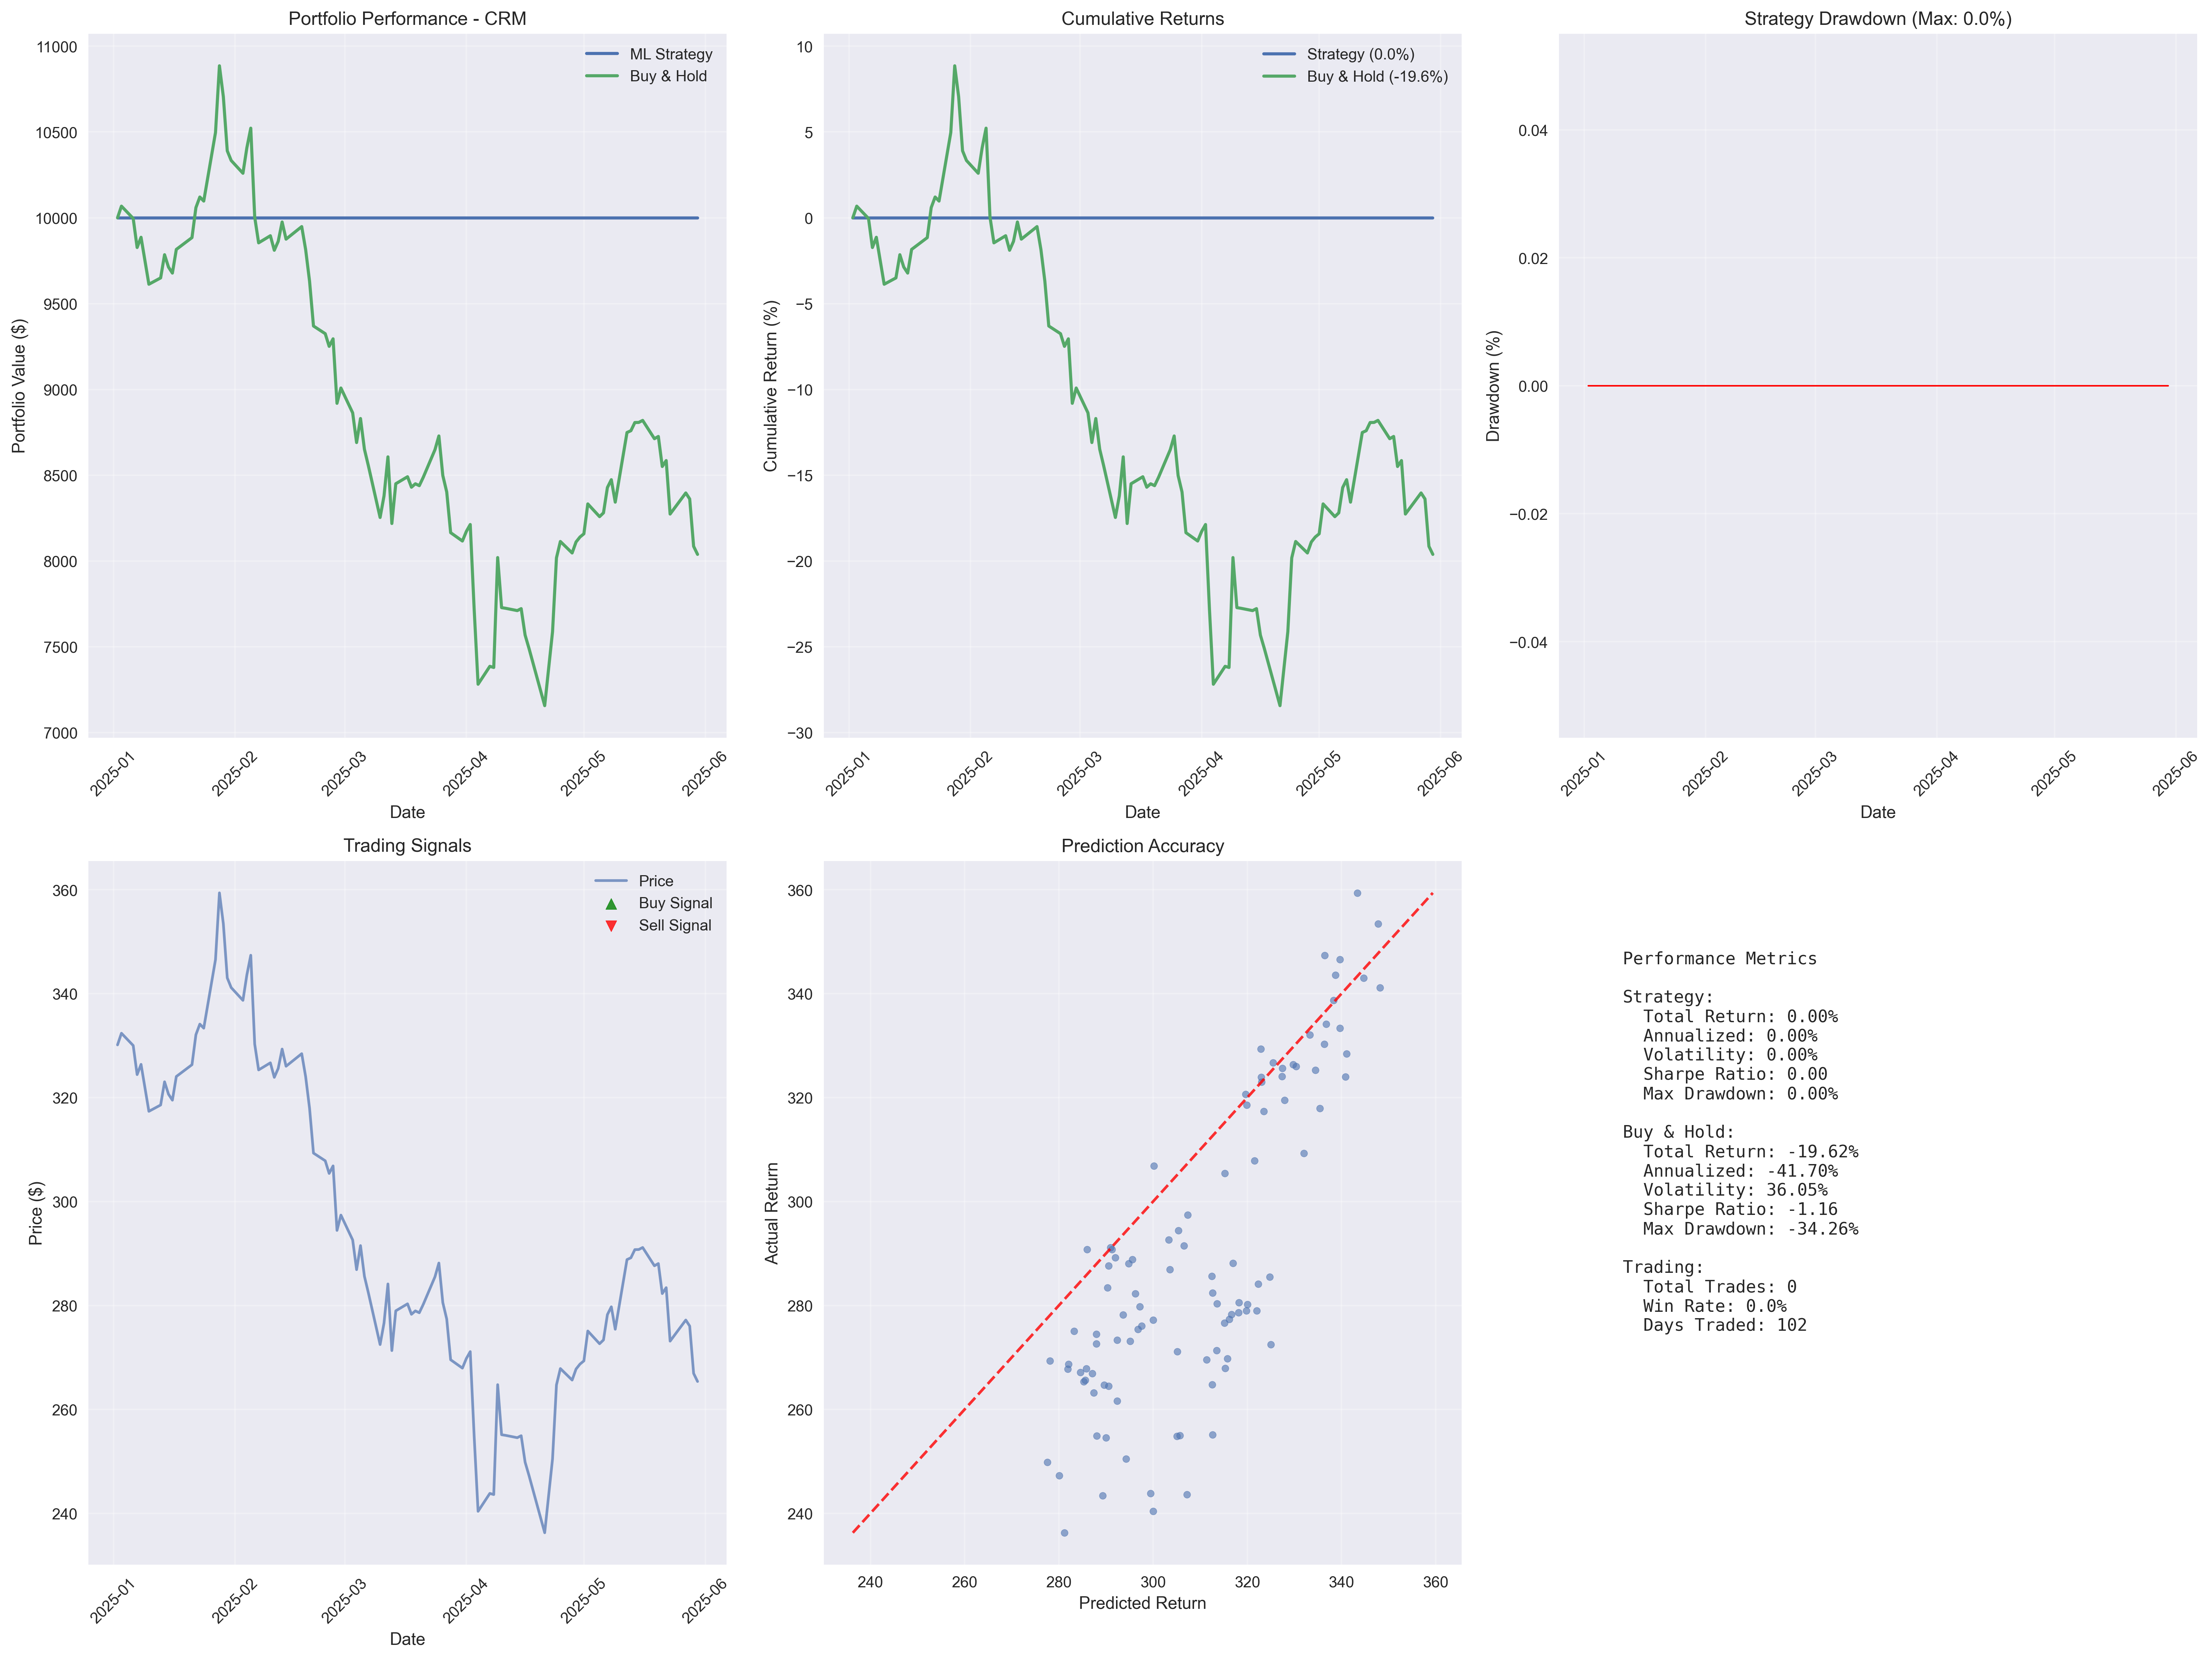 Portfolio Performance - CRM
ML Strategy
Buy & Hold
11000
10500
10000
9500
9000
8500
8000
7500
7000
Portfolio Value ($)
2025-01
2025-02
2025-03
2025-04
2025-05
2025-06
Date
Cumulative Returns
Strategy (0.0%)
Buy & Hold (-19.6%)
10
5
0
−5
−10
−15
−20
−25
−30
Cumulative Return (%)
2025-01
2025-02
2025-03
2025-04
2025-05
2025-06
Date
Strategy Drawdown (Max: 0.0%)
0.04
0.02
0.00
−0.02
−0.04
Drawdown (%)
2025-01
2025-02
2025-03
2025-04
2025-05
2025-06
Date
Trading Signals
Price
Buy Signal
Sell Signal
360
340
320
300
280
260
240
Price ($)
2025-01
2025-02
2025-03
2025-04
2025-05
2025-06
Date
Prediction Accuracy
360
340
320
300
280
260
240
Actual Return
240
260
280
300
320
340
360
Predicted Return
Performance Metrics
Strategy:
Total Return: 0.00%
Annualized: 0.00%
Volatility: 0.00%
Sharpe Ratio: 0.00
Max Drawdown: 0.00%
Buy & Hold:
Total Return: -19.62%
Annualized: -41.70%
Volatility: 36.05%
Sharpe Ratio: -1.16
Max Drawdown: -34.26%
Trading:
Total Trades: 0
Win Rate: 0.0%
Days Traded: 102